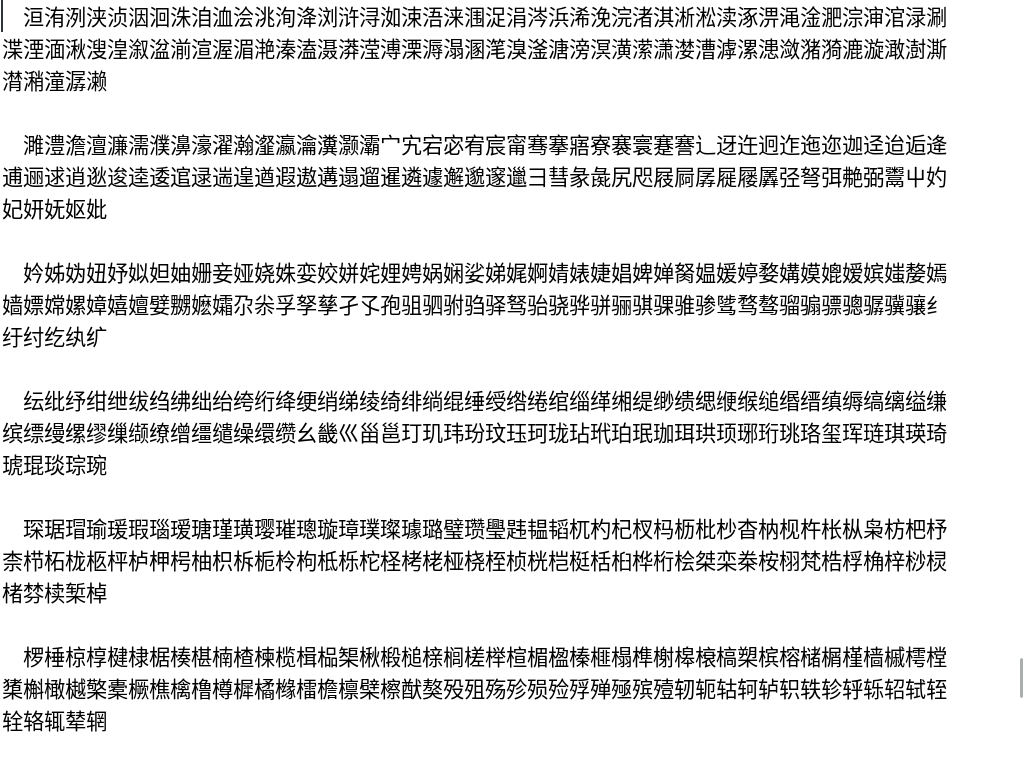 洹洧洌浃浈洇洄洙洎洫浍洮洵洚浏浒浔洳涑浯涞涠浞涓涔浜浠浼浣渚淇淅淞渎涿淠渑淦淝淙渖涫渌涮
渫湮湎湫溲湟溆湓湔渲渥湄滟溱溘滠漭滢溥溧溽溻溷滗溴滏溏滂溟潢潆潇漤漕滹漯漶潋潴漪漉漩澉澍澌
潸潲潼潺濑
濉澧澹澶濂濡濮濞濠濯瀚瀣瀛瀹瀵灏灞宀宄宕宓宥宸甯骞搴寤寮褰寰蹇謇辶迓迕迥迮迤迩迦迳迨逅逄
逋逦逑逍逖逡逵逶逭逯遄遑遒遐遨遘遢遛暹遴遽邂邈邃邋彐彗彖彘尻咫屐屙孱屣屦羼弪弩弭艴弼鬻屮妁
妃妍妩妪妣
妗姊妫妞妤姒妲妯姗妾娅娆姝娈姣姘姹娌娉娲娴娑娣娓婀婧婊婕娼婢婵胬媪媛婷婺媾嫫媲嫒嫔媸嫠嫣
嫱嫖嫦嫘嫜嬉嬗嬖嬲嬷孀尕尜孚孥孳孑孓孢驵驷驸驺驿驽骀骁骅骈骊骐骒骓骖骘骛骜骝骟骠骢骣骥骧纟
纡纣纥纨纩
纭纰纾绀绁绂绉绋绌绐绔绗绛绠绡绨绫绮绯绱绲缍绶绺绻绾缁缂缃缇缈缋缌缏缑缒缗缙缜缛缟缡缢缣
缤缥缦缧缪缫缬缭缯缰缱缲缳缵幺畿巛甾邕玎玑玮玢玟珏珂珑玷玳珀珉珈珥珙顼琊珩珧珞玺珲琏琪瑛琦
琥琨琰琮琬
琛琚瑁瑜瑗瑕瑙瑷瑭瑾璜璎璀璁璇璋璞璨璩璐璧瓒璺韪韫韬杌杓杞杈杩枥枇杪杳枘枧杵枨枞枭枋杷杼
柰栉柘栊柩枰栌柙枵柚枳柝栀柃枸柢栎柁柽栲栳桠桡桎桢桄桤梃栝桕桦桁桧桀栾桊桉栩梵梏桴桷梓桫棂
楮棼椟椠棹
椤棰椋椁楗棣椐楱椹楠楂楝榄楫榀榘楸椴槌榇榈槎榉楦楣楹榛榧榻榫榭槔榱槁槊槟榕槠榍槿樯槭樗樘
橥槲橄樾檠橐橛樵檎橹樽樨橘橼檑檐檩檗檫猷獒殁殂殇殄殒殓殍殚殛殡殪轫轭轱轲轳轵轶轸轷轹轺轼轾
辁辂辄辇辋